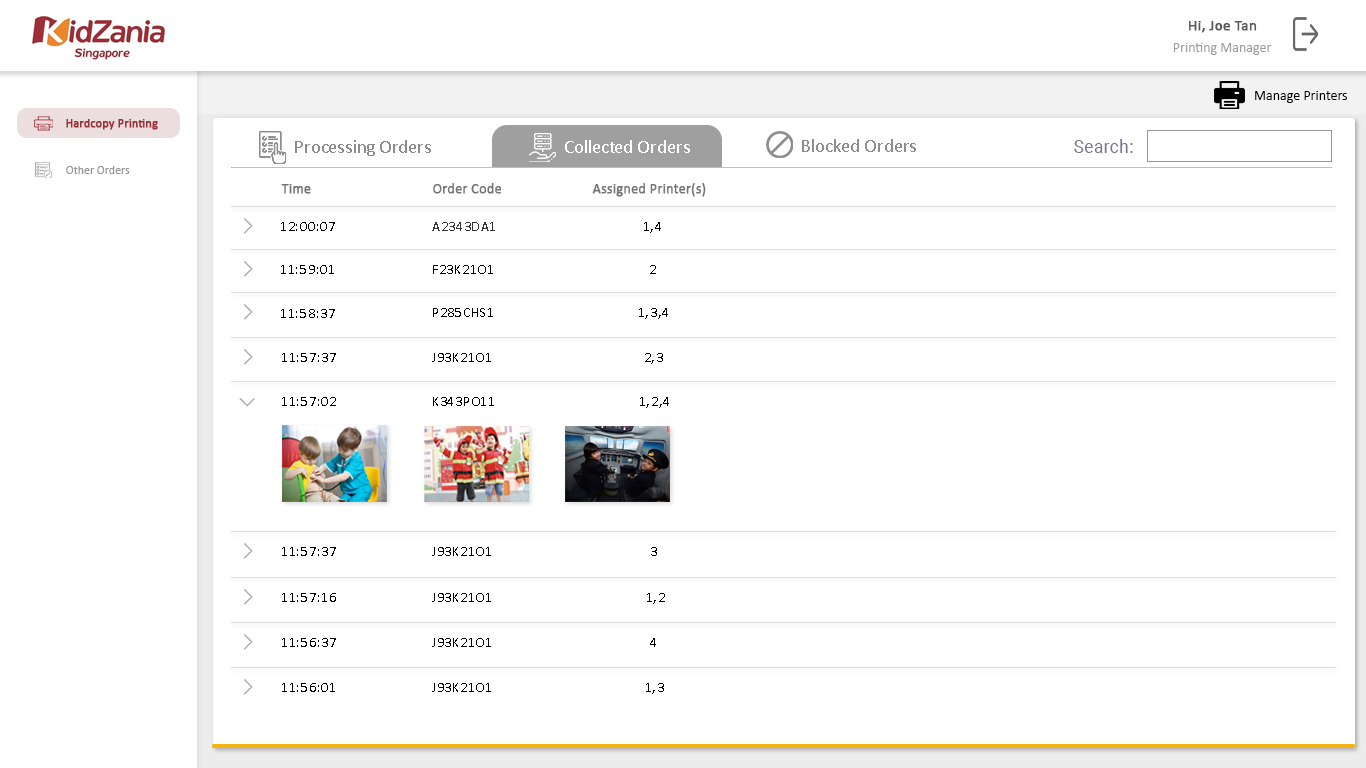 KidZania
Singapore
Hi, Joe Tan
Printing Manager
Manage Printers
Hardcopy Printing
Other Orders
Processing Orders
Collected Orders
Blocked Orders
Search:
Time Order Code Assigned Printer(s)
12:00:07 A2343DA1 1,4
11:59:01 F23K21O1 2
11:58:37 P285CHS1 1,3,4
11:57:37 J93K21O1 2,3
11:57:02 K343PO11 1,2,4
11:57:37 J93K21O1 3
11:57:16 J93K21O1 1,2
11:56:37 J93K21O1 4
11:56:01 J93K21O1 1,3